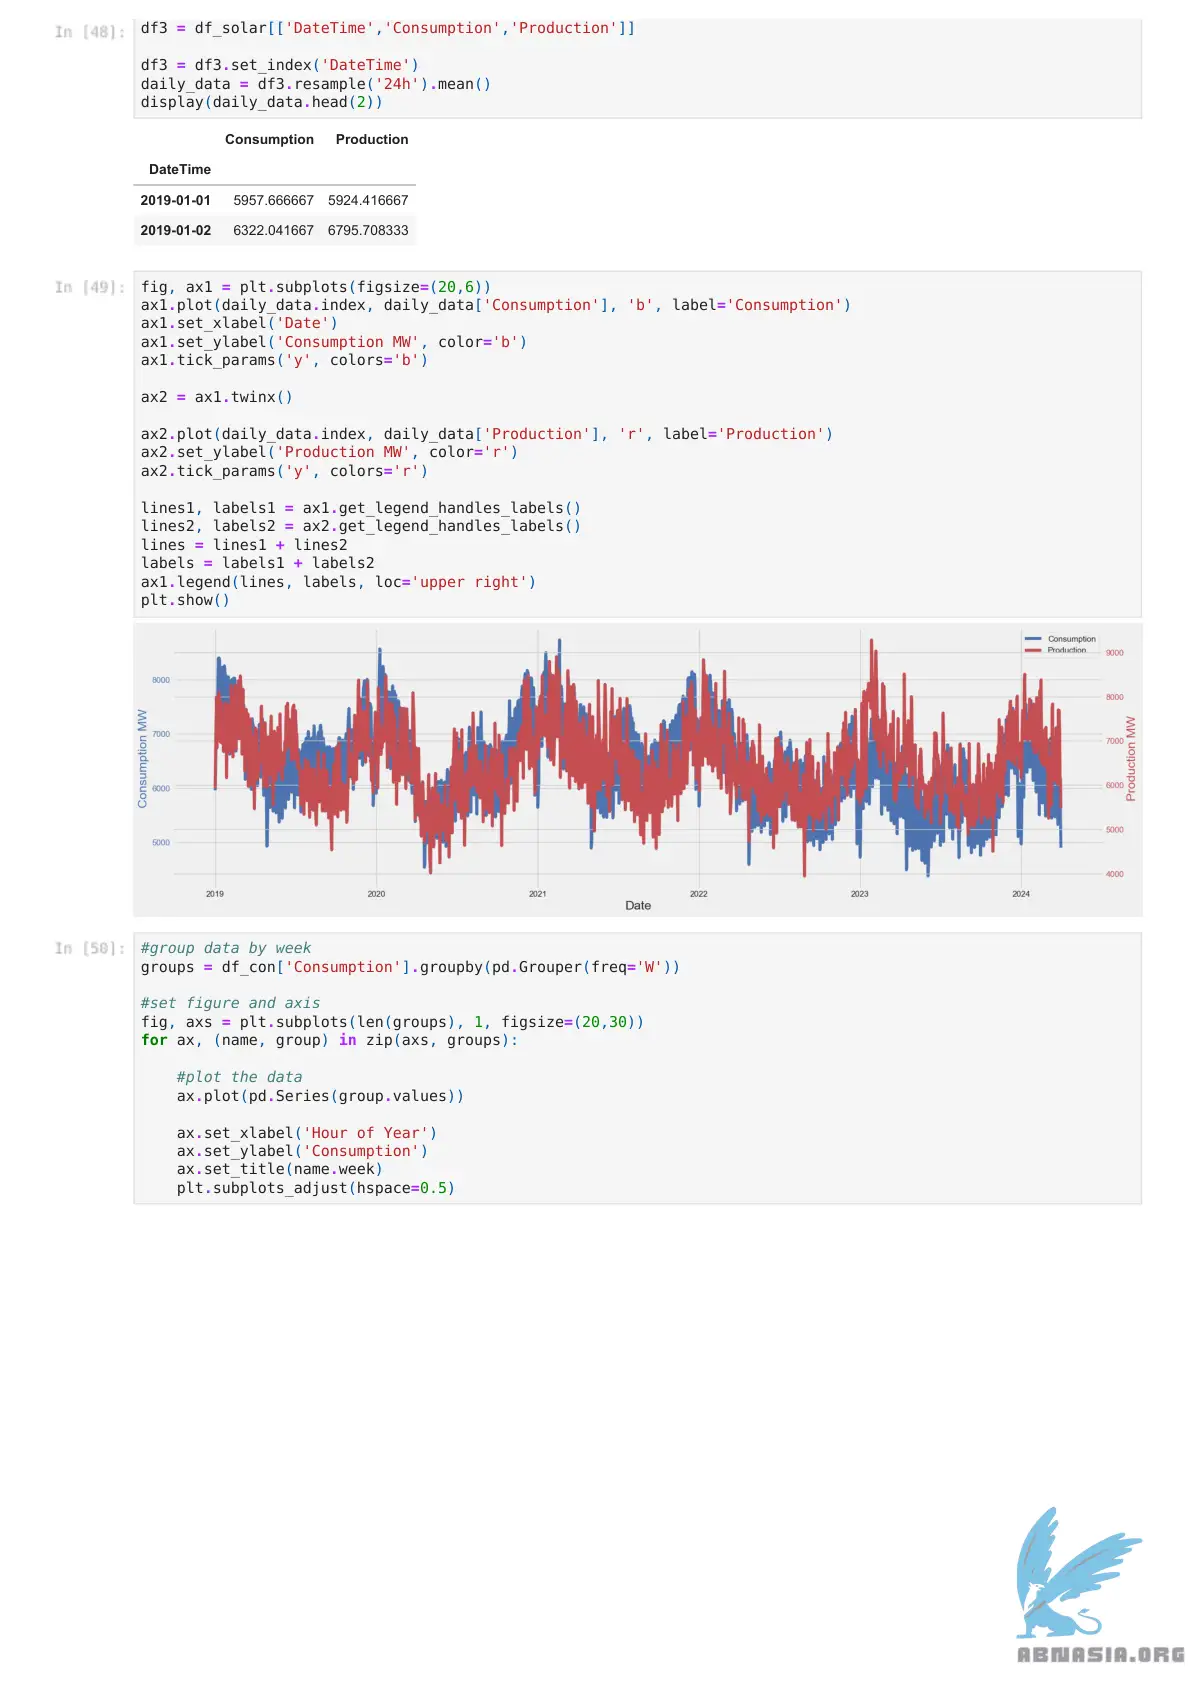 In [48]:
df3 = df_solar[['DateTime','Consumption','Production']]
df3 = df3.set_index('DateTime')
daily_data = df3.resample('24h').mean()
display(daily_data.head(2))
Consumption Production
DateTime
2019-01-01 5957.666667 5924.416667
2019-01-02 6322.041667 6795.708333
In [49]:
fig, ax1 = plt.subplots(figsize=(20,6))
ax1.plot(daily_data.index, daily_data['Consumption'], 'b', label='Consumption')
ax1.set_xlabel('Date')
ax1.set_ylabel('Consumption MW', color='b')
ax1.tick_params('y', colors='b')
ax2 = ax1.twinx()
ax2.plot(daily_data.index, daily_data['Production'], 'r', label='Production')
ax2.set_ylabel('Production MW', color='r')
ax2.tick_params('y', colors='r')
lines1, labels1 = ax1.get_legend_handles_labels()
lines2, labels2 = ax2.get_legend_handles_labels()
lines = lines1 + lines2
labels = labels1 + labels2
ax1.legend(lines, labels, loc='upper right')
plt.show()
Consumption
Production
8000
7000
6000
5000
Consumption MW
9000
8000
7000
6000
5000
4000
Production MW
2019 2020 2021 2022 2023 2024
Date
In [50]:
#group data by week
groups = df_con['Consumption'].groupby(pd.Grouper(freq='W'))
#set figure and axis
fig, axs = plt.subplots(len(groups), 1, figsize=(20,30))
for ax, (name, group) in zip(axs, groups):
#plot the data
ax.plot(pd.Series(group.values))
ax.set_xlabel('Hour of Year')
ax.set_ylabel('Consumption')
ax.set_title(name.week)
plt.subplots_adjust(hspace=0.5)
ABNASIA.ORG